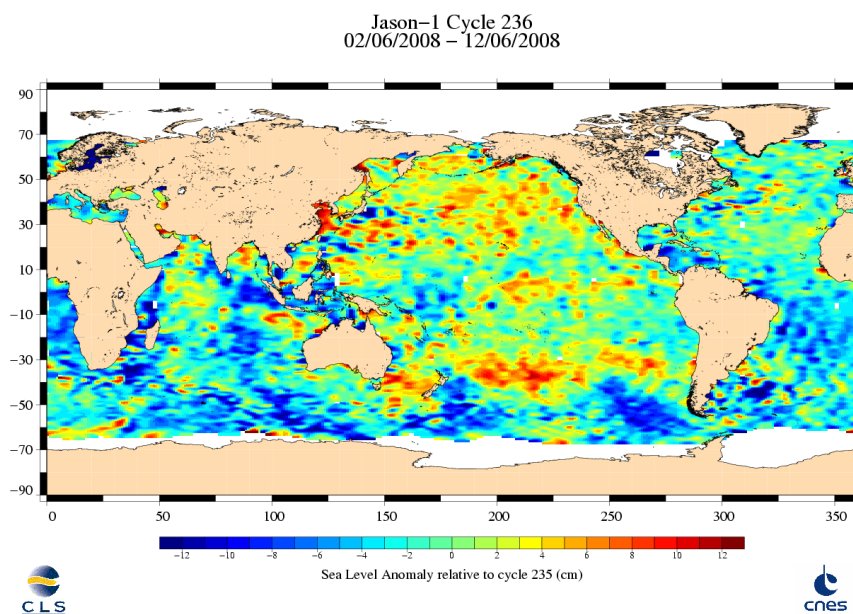 Jason−1 Cycle 236
02/06/2008 − 12/06/2008
90
70
50
30
10
−10
−30
−50
−70
−90
0 50 100 150 200 250 300 350
−12 −10 −8 −6 −4 −2 0 2 4 6 8 10 12
Sea Level Anomaly relative to cycle 235 (cm)
CLS
cnes